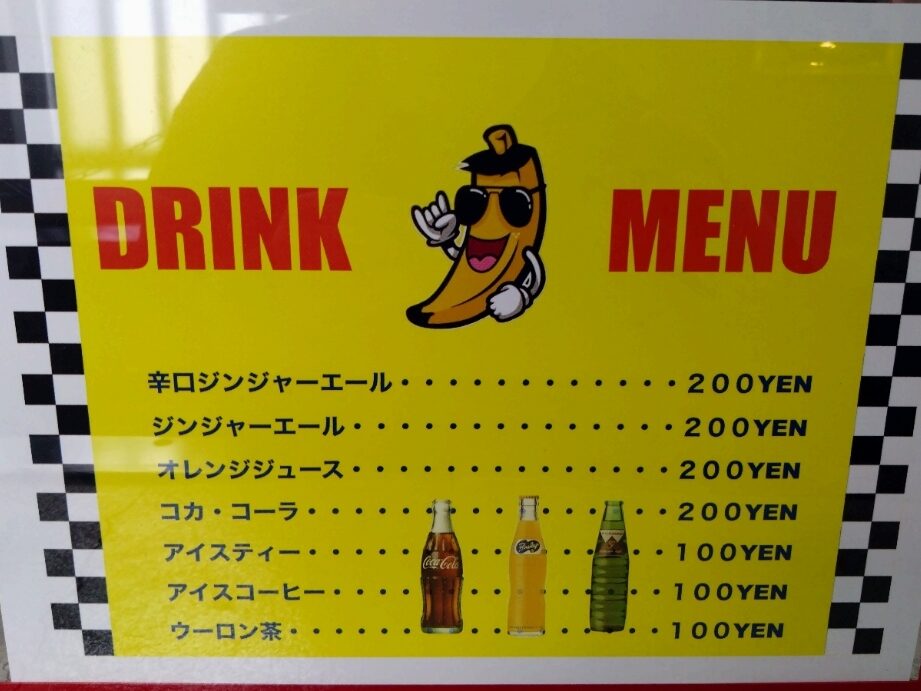 DRINK MENU
辛口ジンジャーエール・・・・・・・・・・・・・200YEN
ジンジャーエール・・・・・・・・・・・・・・・200YEN
オレンジジュース・・・・・・・・・・・・・・・200YEN
コカ・コーラ・・・・・・・・・・・・・・・・・200YEN
アイスティー・・・・・・・・・・・・・・・・・100YEN
アイスコーヒー・・・・・・・・・・・・・・・・100YEN
ウーロン茶・・・・・・・・・・・・・・・・・・100YEN
Coca-Cola